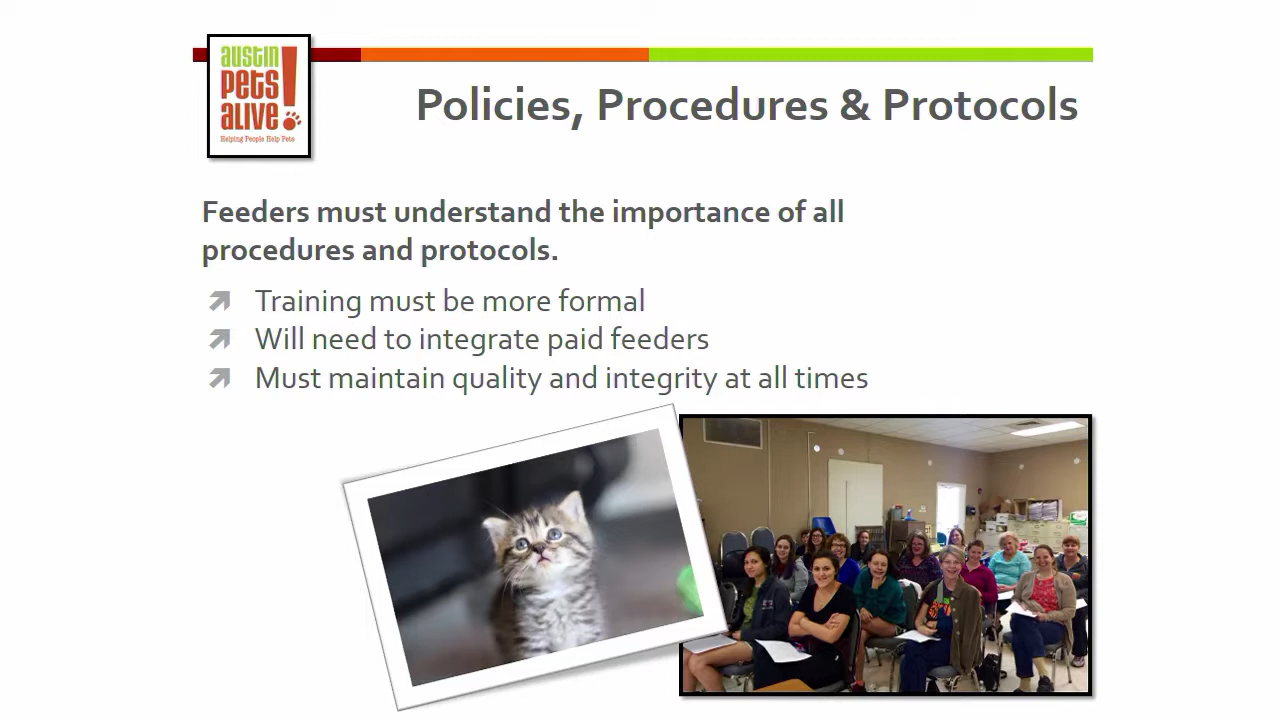 austin
PETS
ALIVE!
Helping People Help Pets
Policies, Procedures & Protocols
Feeders must understand the importance of all
procedures and protocols.
Training must be more formal
Will need to integrate paid feeders
Must maintain quality and integrity at all times